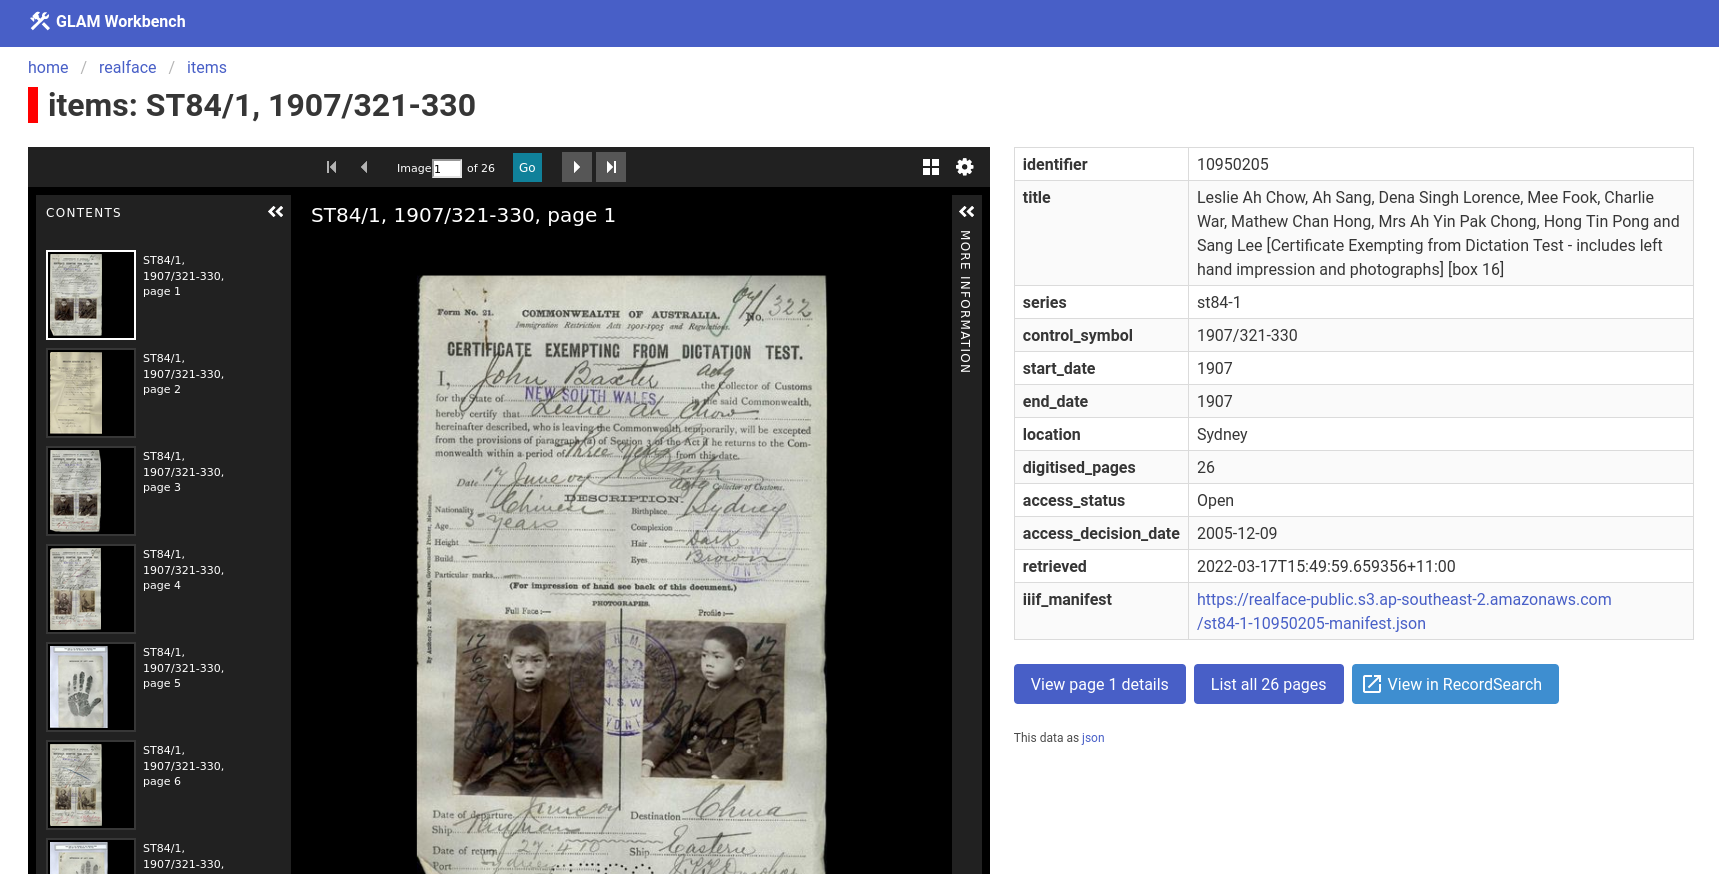 GLAM Workbench
home / realface / items
items: ST84/1, 1907/321-330
Image 1 of 26 Go
CONTENTS
ST84/1,
1907/321-330,
page 1
ST84/1,
1907/321-330,
page 2
ST84/1,
1907/321-330,
page 3
ST84/1,
1907/321-330,
page 4
ST84/1,
1907/321-330,
page 5
ST84/1,
1907/321-330,
page 6
ST84/1,
1907/321-330,
ST84/1, 1907/321-330, page 1
MORE INFORMATION
07/322
Form No. 21. COMMONWEALTH OF AUSTRALIA. No.
Immigration Restriction Acts 1901-1905 and Regulations.
CERTIFICATE EXEMPTING FROM DICTATION TEST.
I, John Baxter actg the Collector of Customs
for the State of NEW SOUTH WALES in the said Commonwealth,
hereby certify that Leslie Ah Chow
hereinafter described, who is leaving the Commonwealth temporarily, will be excepted
from the provisions of paragraph (a) of Section 3 of the Act if he returns to the Com-
monwealth within a period of Three years from this date.
Date 17 June 07 actg Collector of Customs.
DESCRIPTION.
Nationality Chinese Birthplace Sydney
Age 5 years Complexion
Height — Hair — Dark
Build — Eyes Brown
Particular marks
(For impression of hand see back of this document.)
PHOTOGRAPHS.
Full Face:— Profile:—
N.S.W.
Date of departure June 07 Destination China
Ship
Date of return 27.4.10 Ship Eastern
Port
identifier 10950205
title Leslie Ah Chow, Ah Sang, Dena Singh Lorence, Mee Fook, Charlie
War, Mathew Chan Hong, Mrs Ah Yin Pak Chong, Hong Tin Pong and
Sang Lee [Certificate Exempting from Dictation Test - includes left
hand impression and photographs] [box 16]
series st84-1
control_symbol 1907/321-330
start_date 1907
end_date 1907
location Sydney
digitised_pages 26
access_status Open
access_decision_date 2005-12-09
retrieved 2022-03-17T15:49:59.659356+11:00
iiif_manifest https://realface-public.s3.ap-southeast-2.amazonaws.com
/st84-1-10950205-manifest.json
View page 1 details List all 26 pages View in RecordSearch
This data as json